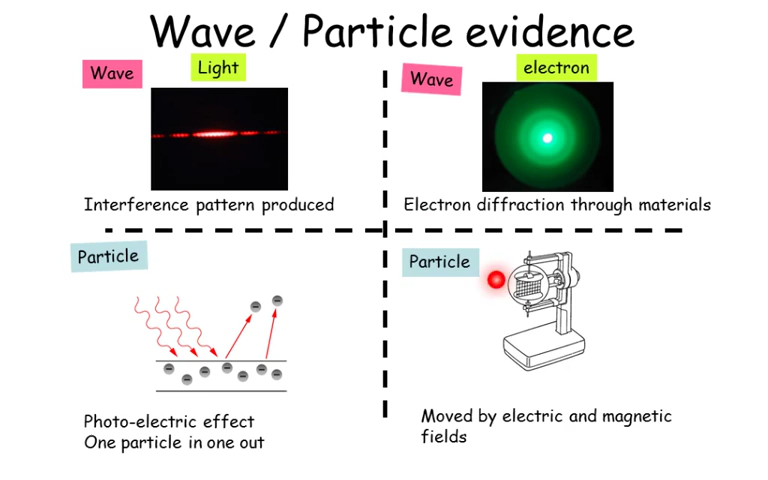 Wave / Particle evidence
Wave
Light
Interference pattern produced
Wave
electron
Electron diffraction through materials
Particle
Photo-electric effect
One particle in one out
Particle
Moved by electric and magnetic
fields